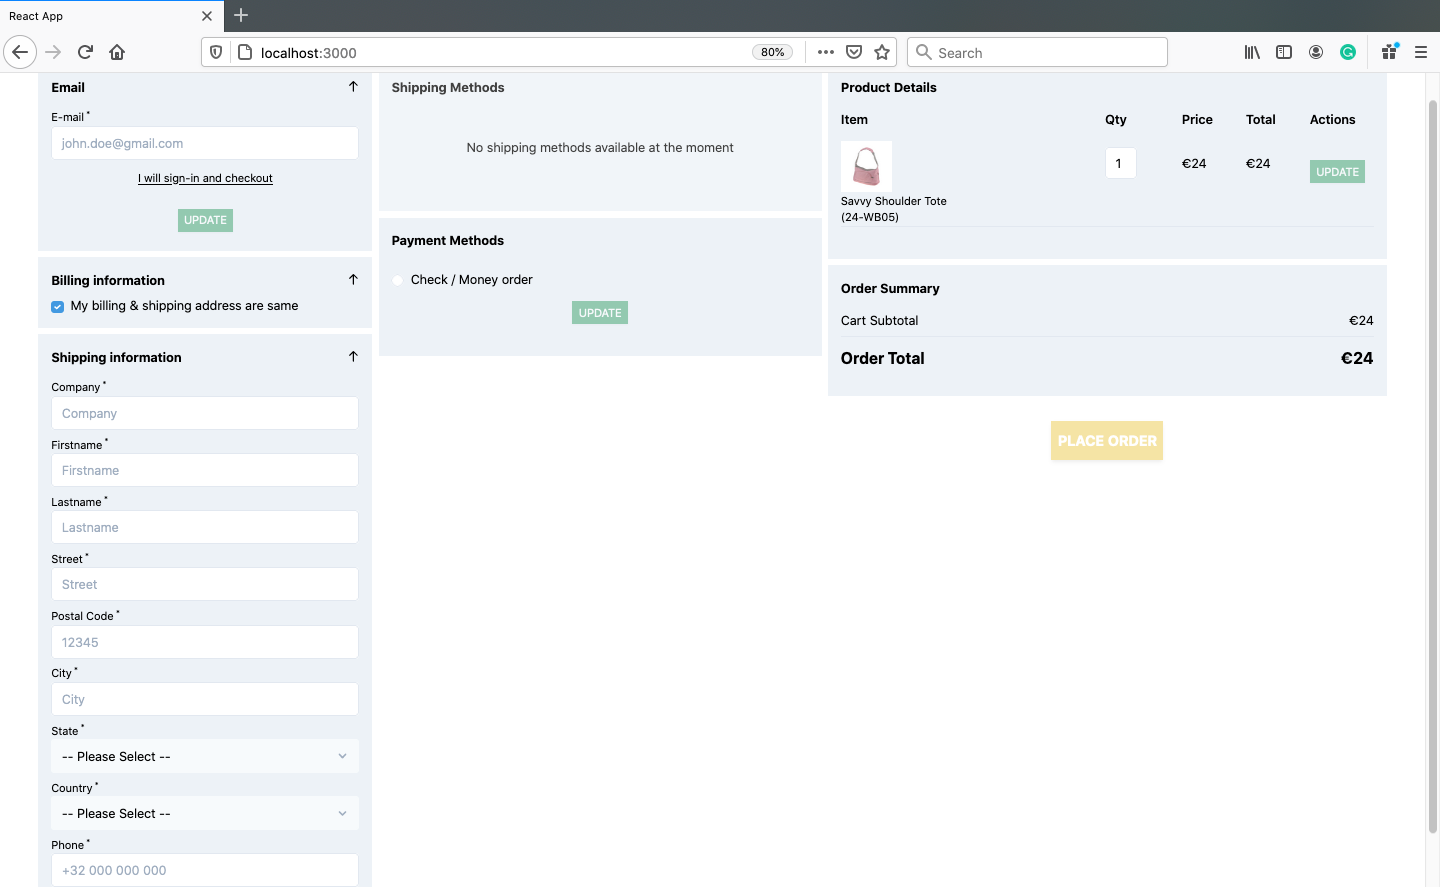 React App
localhost:3000
80%
Search
Email
E-mail *
john.doe@gmail.com
I will sign-in and checkout
UPDATE
Billing information
My billing & shipping address are same
Shipping information
Company *
Company
Firstname *
Firstname
Lastname *
Lastname
Street *
Street
Postal Code *
12345
City *
City
State *
-- Please Select --
Country *
-- Please Select --
Phone *
+32 000 000 000
Shipping Methods
No shipping methods available at the moment
Payment Methods
Check / Money order
UPDATE
Product Details
Item Qty Price Total Actions
1 €24 €24 UPDATE
Savvy Shoulder Tote
(24-WB05)
Order Summary
Cart Subtotal €24
Order Total €24
PLACE ORDER